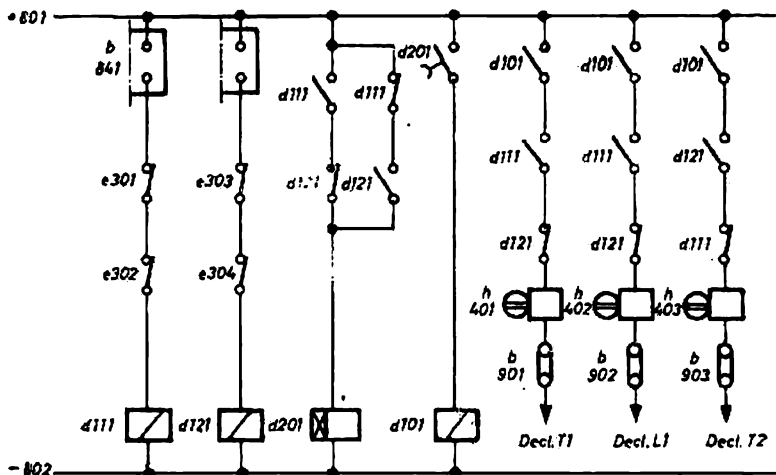 +801
b
841
d201
d111
d111
d101
d101
d101
e301
e303
d121
d121
d111
d111
d121
e302
e304
d121
d121
d111
h
401
h
402
h
403
b
901
b
902
b
903
d111
d121
d201
d101
Decl. T1
Decl. L1
Decl. T2
-802